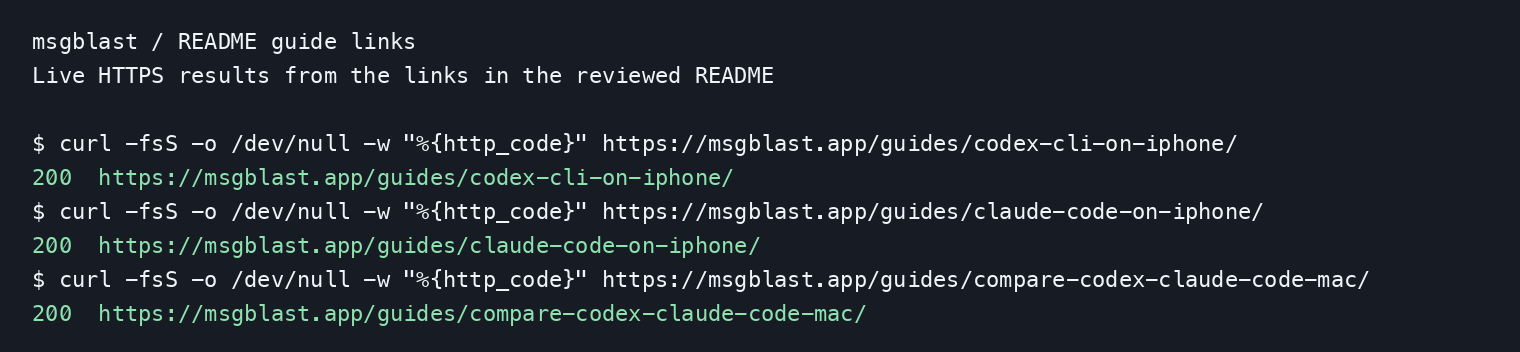 msgblast / README guide links
Live HTTPS results from the links in the reviewed README
$ curl -fsS -o /dev/null -w "%{http_code}" https://msgblast.app/guides/codex-cli-on-iphone/
200  https://msgblast.app/guides/codex-cli-on-iphone/
$ curl -fsS -o /dev/null -w "%{http_code}" https://msgblast.app/guides/claude-code-on-iphone/
200  https://msgblast.app/guides/claude-code-on-iphone/
$ curl -fsS -o /dev/null -w "%{http_code}" https://msgblast.app/guides/compare-codex-claude-code-mac/
200  https://msgblast.app/guides/compare-codex-claude-code-mac/